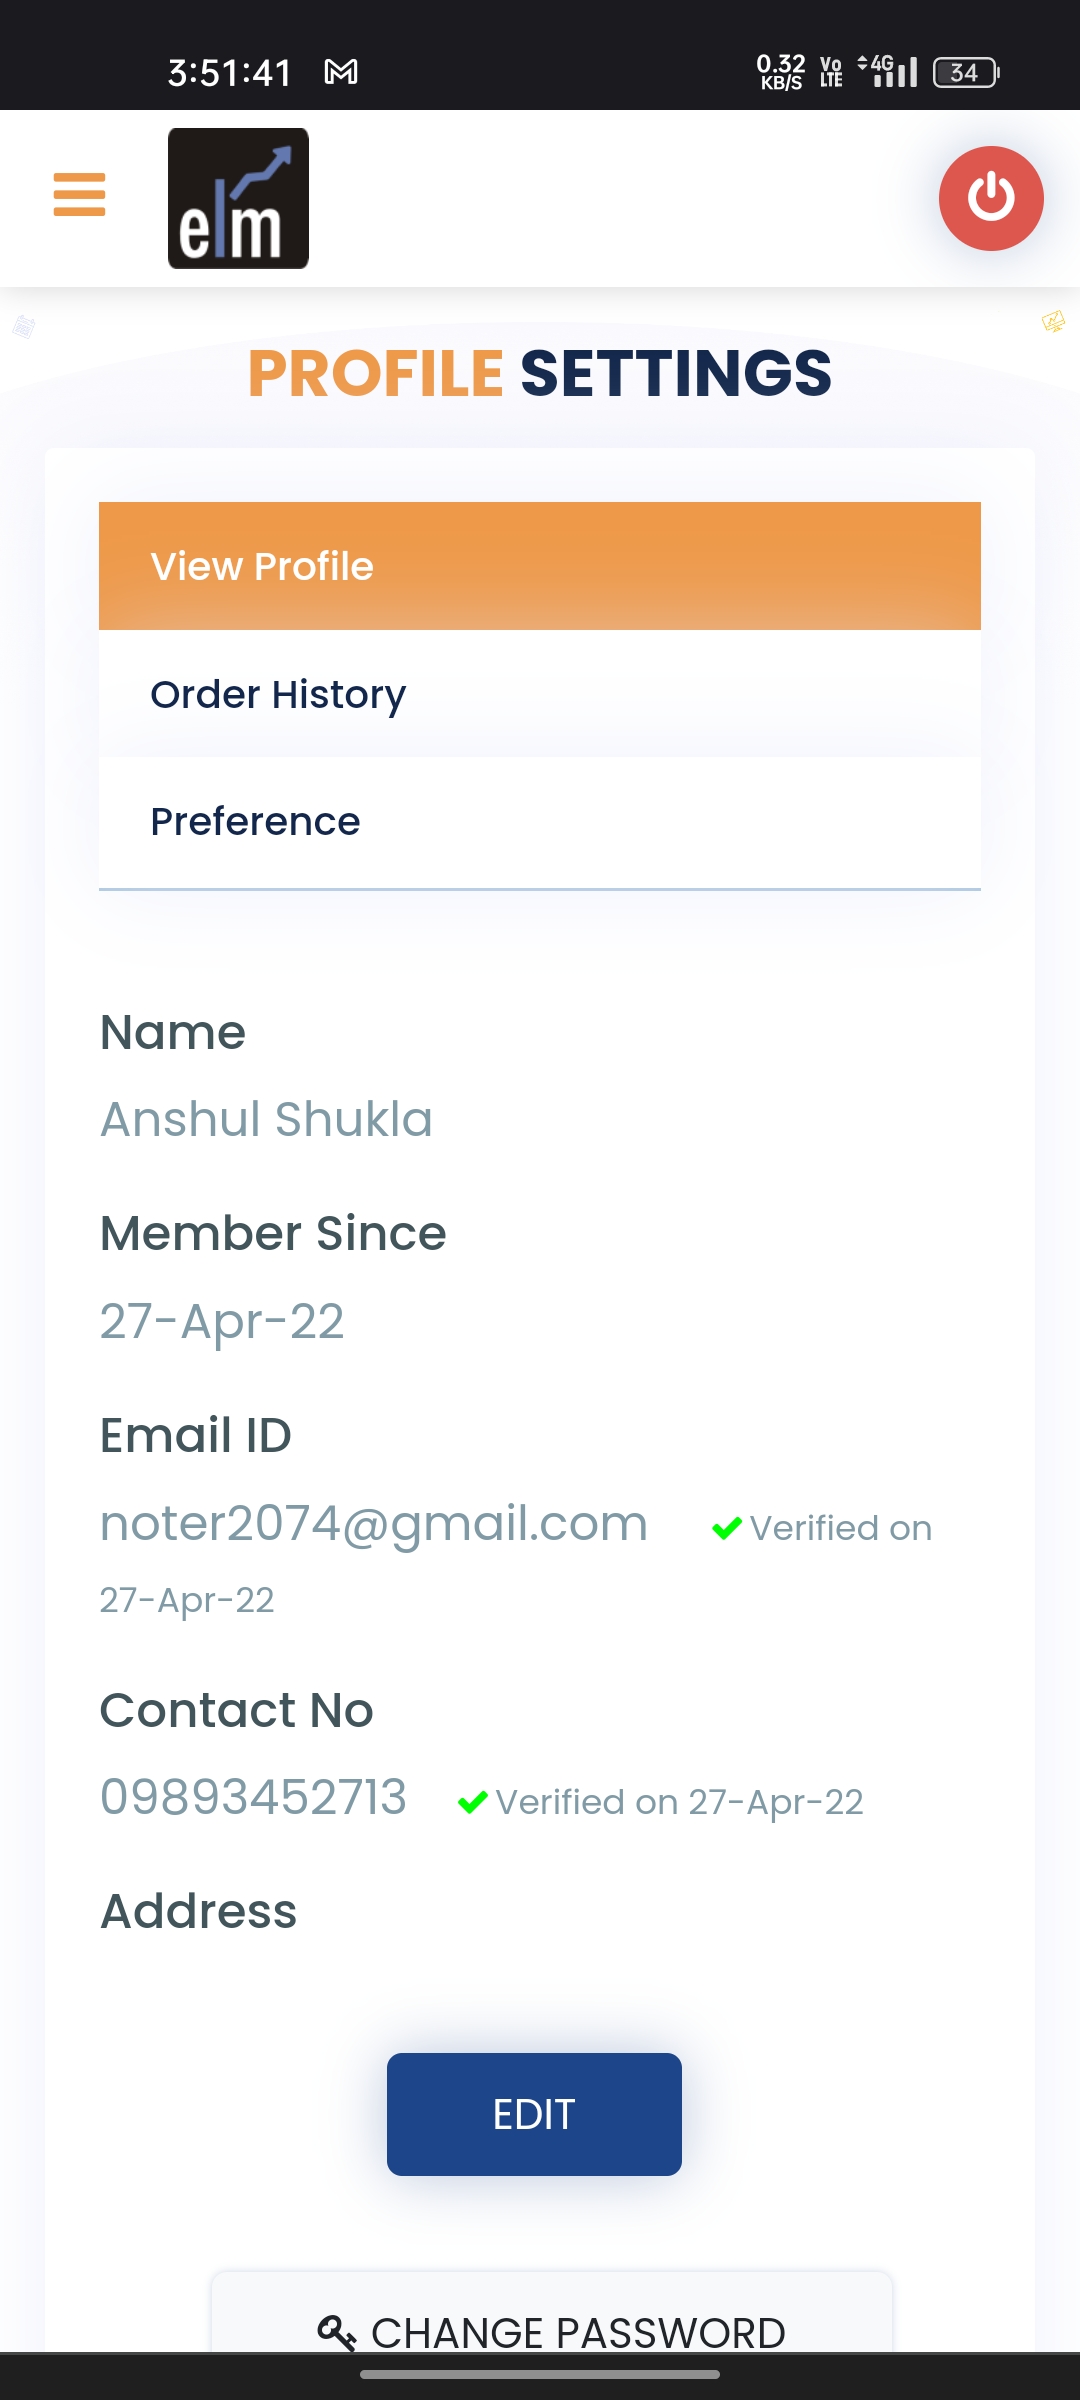 3:51:41
0.32 KB/S Vo LTE 4G 34
elm
PROFILE SETTINGS
View Profile
Order History
Preference
Name
Anshul Shukla
Member Since
27-Apr-22
Email ID
noter2074@gmail.com Verified on
27-Apr-22
Contact No
09893452713 Verified on 27-Apr-22
Address
EDIT
CHANGE PASSWORD